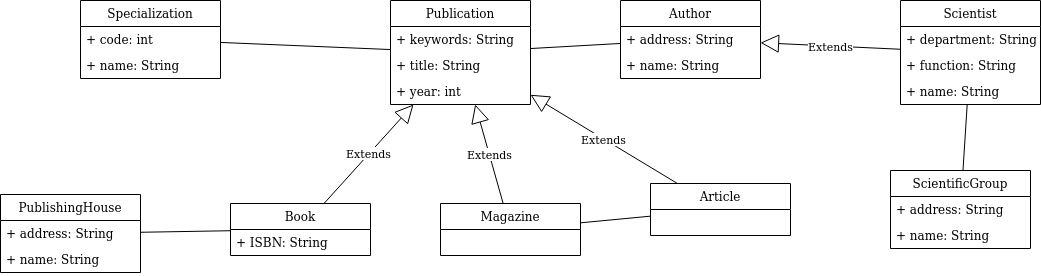 Specialization
+ code: int
+ name: String
Publication
+ keywords: String
+ title: String
+ year: int
Author
+ address: String
+ name: String
Scientist
+ department: String
+ function: String
+ name: String
Extends
Extends
Extends
Extends
PublishingHouse
+ address: String
+ name: String
Book
+ ISBN: String
Magazine
Article
ScientificGroup
+ address: String
+ name: String